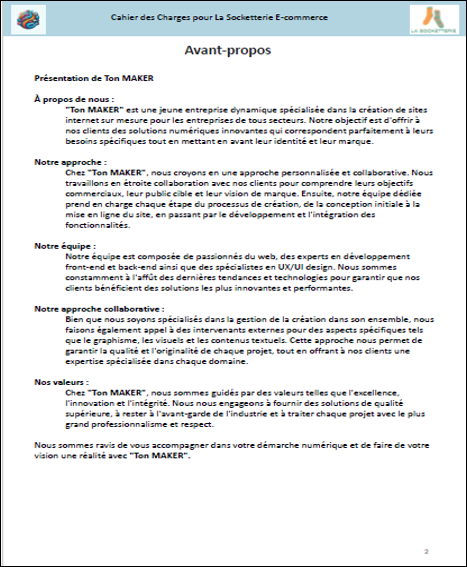 Cahier des Charges pour La Socketterie E-commerce
LA SOCKETTERIE
Avant-propos
Présentation de Ton MAKER
À propos de nous :
"Ton MAKER" est une jeune entreprise dynamique spécialisée dans la création de sites
internet sur mesure pour les entreprises de tous secteurs. Notre objectif est d'offrir à
nos clients des solutions numériques innovantes qui correspondent parfaitement à leurs
besoins spécifiques tout en mettant en avant leur identité et leur marque.
Notre approche :
Chez "Ton MAKER", nous croyons en une approche personnalisée et collaborative. Nous
travaillons en étroite collaboration avec nos clients pour comprendre leurs objectifs
commerciaux, leur public cible et leur vision de marque. Ensuite, notre équipe dédiée
prend en charge chaque étape du processus de création, de la conception initiale à la
mise en ligne du site, en passant par le développement et l'intégration des
fonctionnalités.
Notre équipe :
Notre équipe est composée de passionnés du web, des experts en développement
front-end et back-end ainsi que des spécialistes en UX/UI design. Nous sommes
constamment à l'affût des dernières tendances et technologies pour garantir que nos
clients bénéficient des solutions les plus innovantes et performantes.
Notre approche collaborative :
Bien que nous soyons spécialisés dans la gestion de la création dans son ensemble, nous
faisons également appel à des intervenants externes pour des aspects spécifiques tels
que le graphisme, les visuels et les contenus textuels. Cette approche nous permet de
garantir la qualité et l'originalité de chaque projet, tout en offrant à nos clients une
expertise spécialisée dans chaque domaine.
Nos valeurs :
Chez "Ton MAKER", nous sommes guidés par des valeurs telles que l'excellence,
l'innovation et l'intégrité. Nous nous engageons à fournir des solutions de qualité
supérieure, à rester à l'avant-garde de l'industrie et à traiter chaque projet avec le plus
grand professionnalisme et respect.
Nous sommes ravis de vous accompagner dans votre démarche numérique et de faire de votre
vision une réalité avec "Ton MAKER".
2